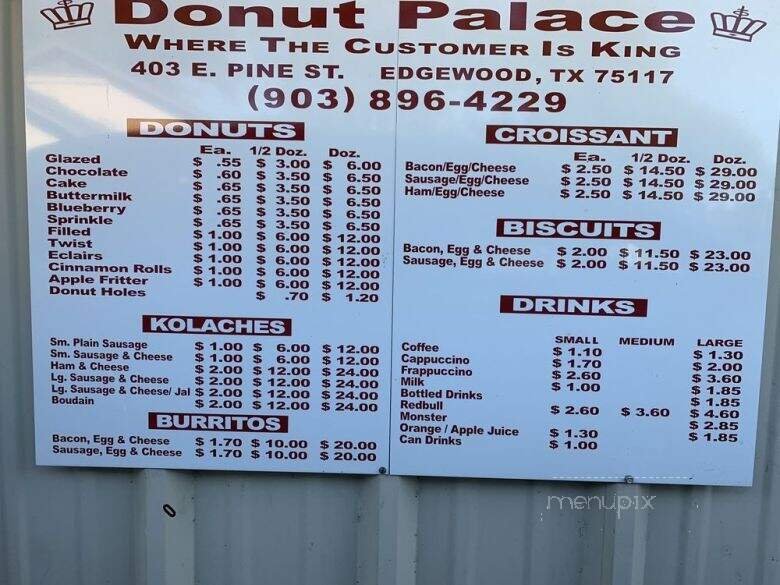 Donut Palace
WHERE THE CUSTOMER IS KING
403 E. PINE ST. EDGEWOOD, TX 75117
(903) 896-4229
DONUTS
Ea. 1/2 Doz. Doz.
Glazed $ .55 $ 3.00 $ 6.00
Chocolate $ .60 $ 3.50 $ 6.50
Cake $ .65 $ 3.50 $ 6.50
Buttermilk $ .65 $ 3.50 $ 6.50
Blueberry $ .65 $ 3.50 $ 6.50
Sprinkle $ .65 $ 3.50 $ 6.50
Filled $ 1.00 $ 6.00 $ 12.00
Twist $ 1.00 $ 6.00 $ 12.00
Eclairs $ 1.00 $ 6.00 $ 12.00
Cinnamon Rolls $ 1.00 $ 6.00 $ 12.00
Apple Fritter $ 1.00 $ 6.00 $ 12.00
Donut Holes $ .70 $ 1.20
KOLACHES
Sm. Plain Sausage $ 1.00 $ 6.00 $ 12.00
Sm. Sausage & Cheese $ 1.00 $ 6.00 $ 12.00
Ham & Cheese $ 2.00 $ 12.00 $ 24.00
Lg. Sausage & Cheese $ 2.00 $ 12.00 $ 24.00
Lg. Sausage & Cheese/ Jal $ 2.00 $ 12.00 $ 24.00
Boudain $ 2.00 $ 12.00 $ 24.00
BURRITOS
Bacon, Egg & Cheese $ 1.70 $ 10.00 $ 20.00
Sausage, Egg & Cheese $ 1.70 $ 10.00 $ 20.00
CROISSANT
Ea. 1/2 Doz. Doz.
Bacon/Egg/Cheese $ 2.50 $ 14.50 $ 29.00
Sausage/Egg/Cheese $ 2.50 $ 14.50 $ 29.00
Ham/Egg/Cheese $ 2.50 $ 14.50 $ 29.00
BISCUITS
Bacon, Egg & Cheese $ 2.00 $ 11.50 $ 23.00
Sausage, Egg & Cheese $ 2.00 $ 11.50 $ 23.00
DRINKS
SMALL MEDIUM LARGE
Coffee $ 1.10 $ 1.30
Cappuccino $ 1.70 $ 2.00
Frappuccino $ 2.60 $ 3.60
Milk $ 1.00 $ 1.85
Bottled Drinks $ 1.85
Redbull $ 2.60 $ 3.60 $ 4.60
Monster $ 2.85
Orange / Apple Juice $ 1.30 $ 1.85
Can Drinks $ 1.00
menupix